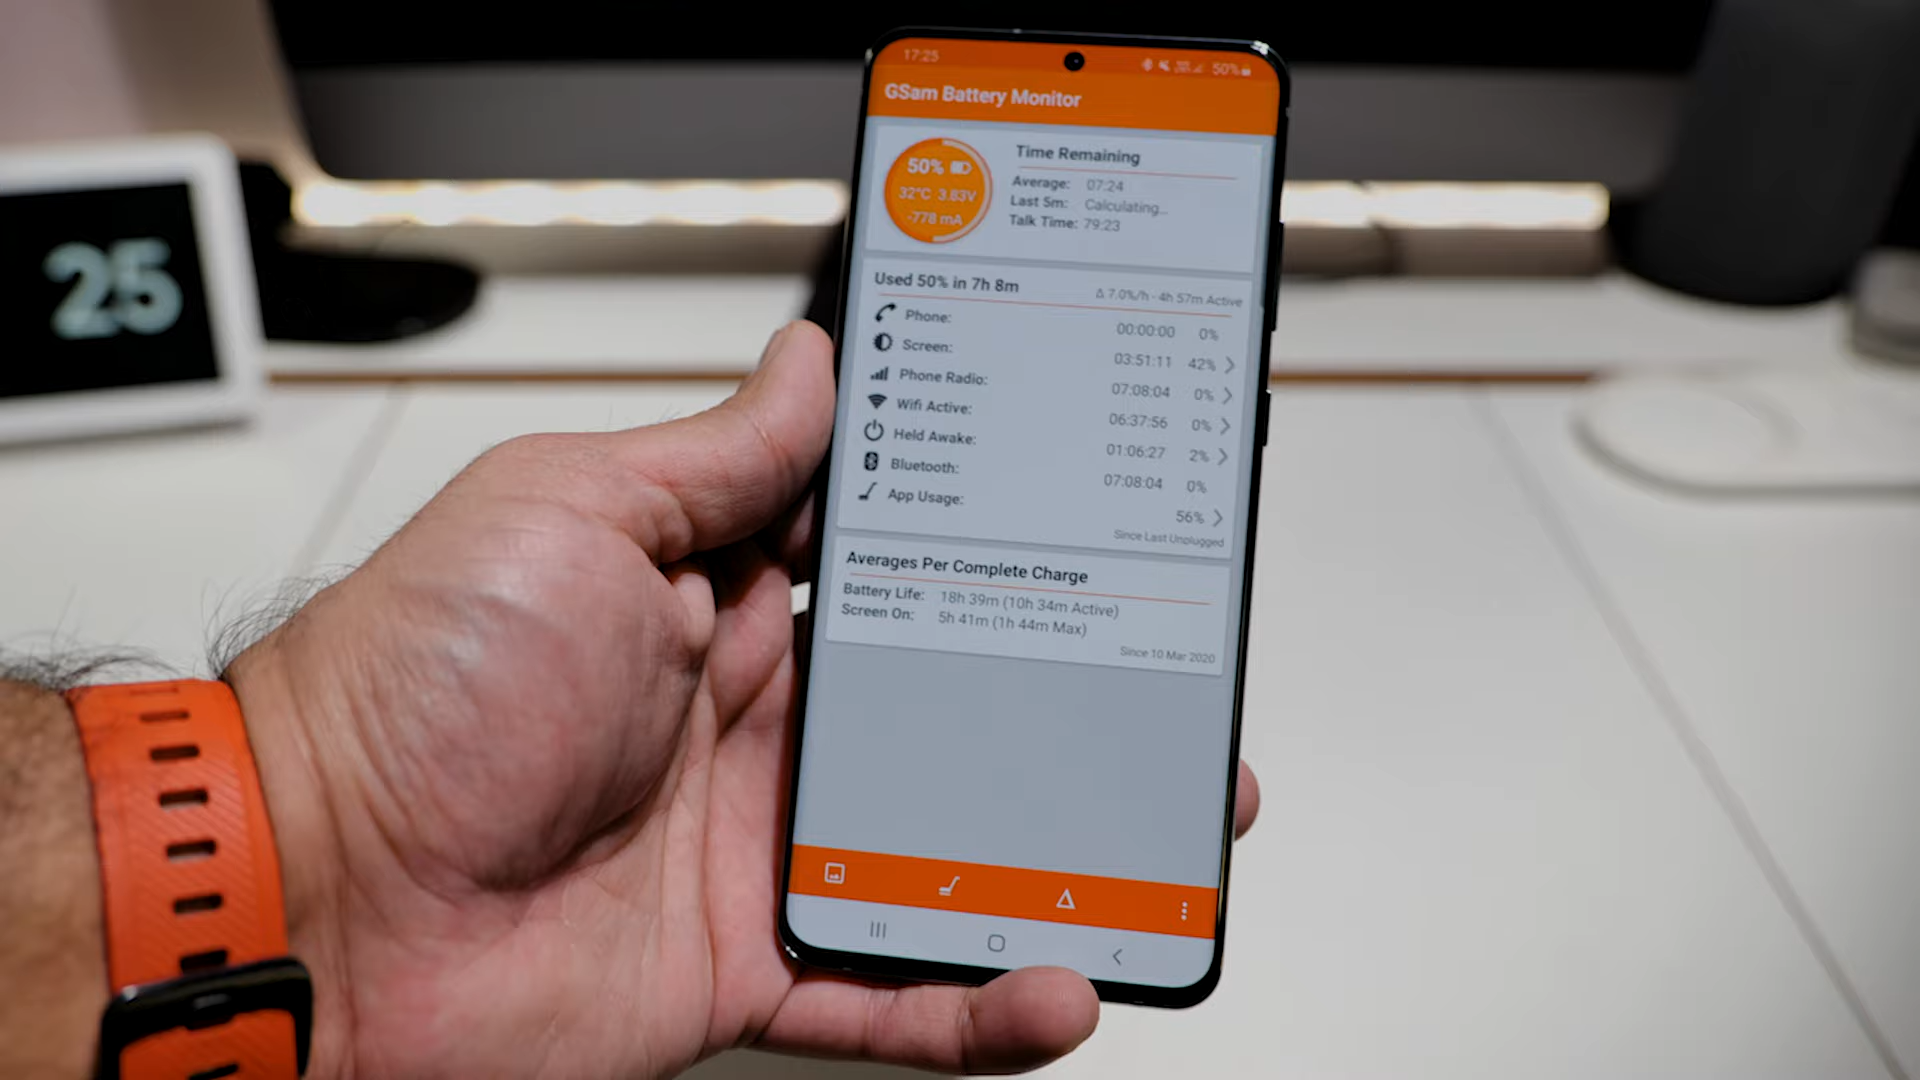 17:25
50%
GSam Battery Monitor
50%
32°C 3.83V
-778 mA
Time Remaining
Average: 07:24
Last 5m: Calculating...
Talk Time: 79:23
Used 50% in 7h 8m
Δ 7.0%/h - 4h 57m Active
Phone: 00:00:00 0%
Screen: 03:51:11 42%
Phone Radio: 07:08:04 0%
Wifi Active: 06:37:56 0%
Held Awake: 01:06:27 2%
Bluetooth: 07:08:04 0%
App Usage: 56%
Since Last Unplugged
Averages Per Complete Charge
Battery Life: 18h 39m (10h 34m Active)
Screen On: 5h 41m (1h 44m Max)
Since 10 Mar 2020
25